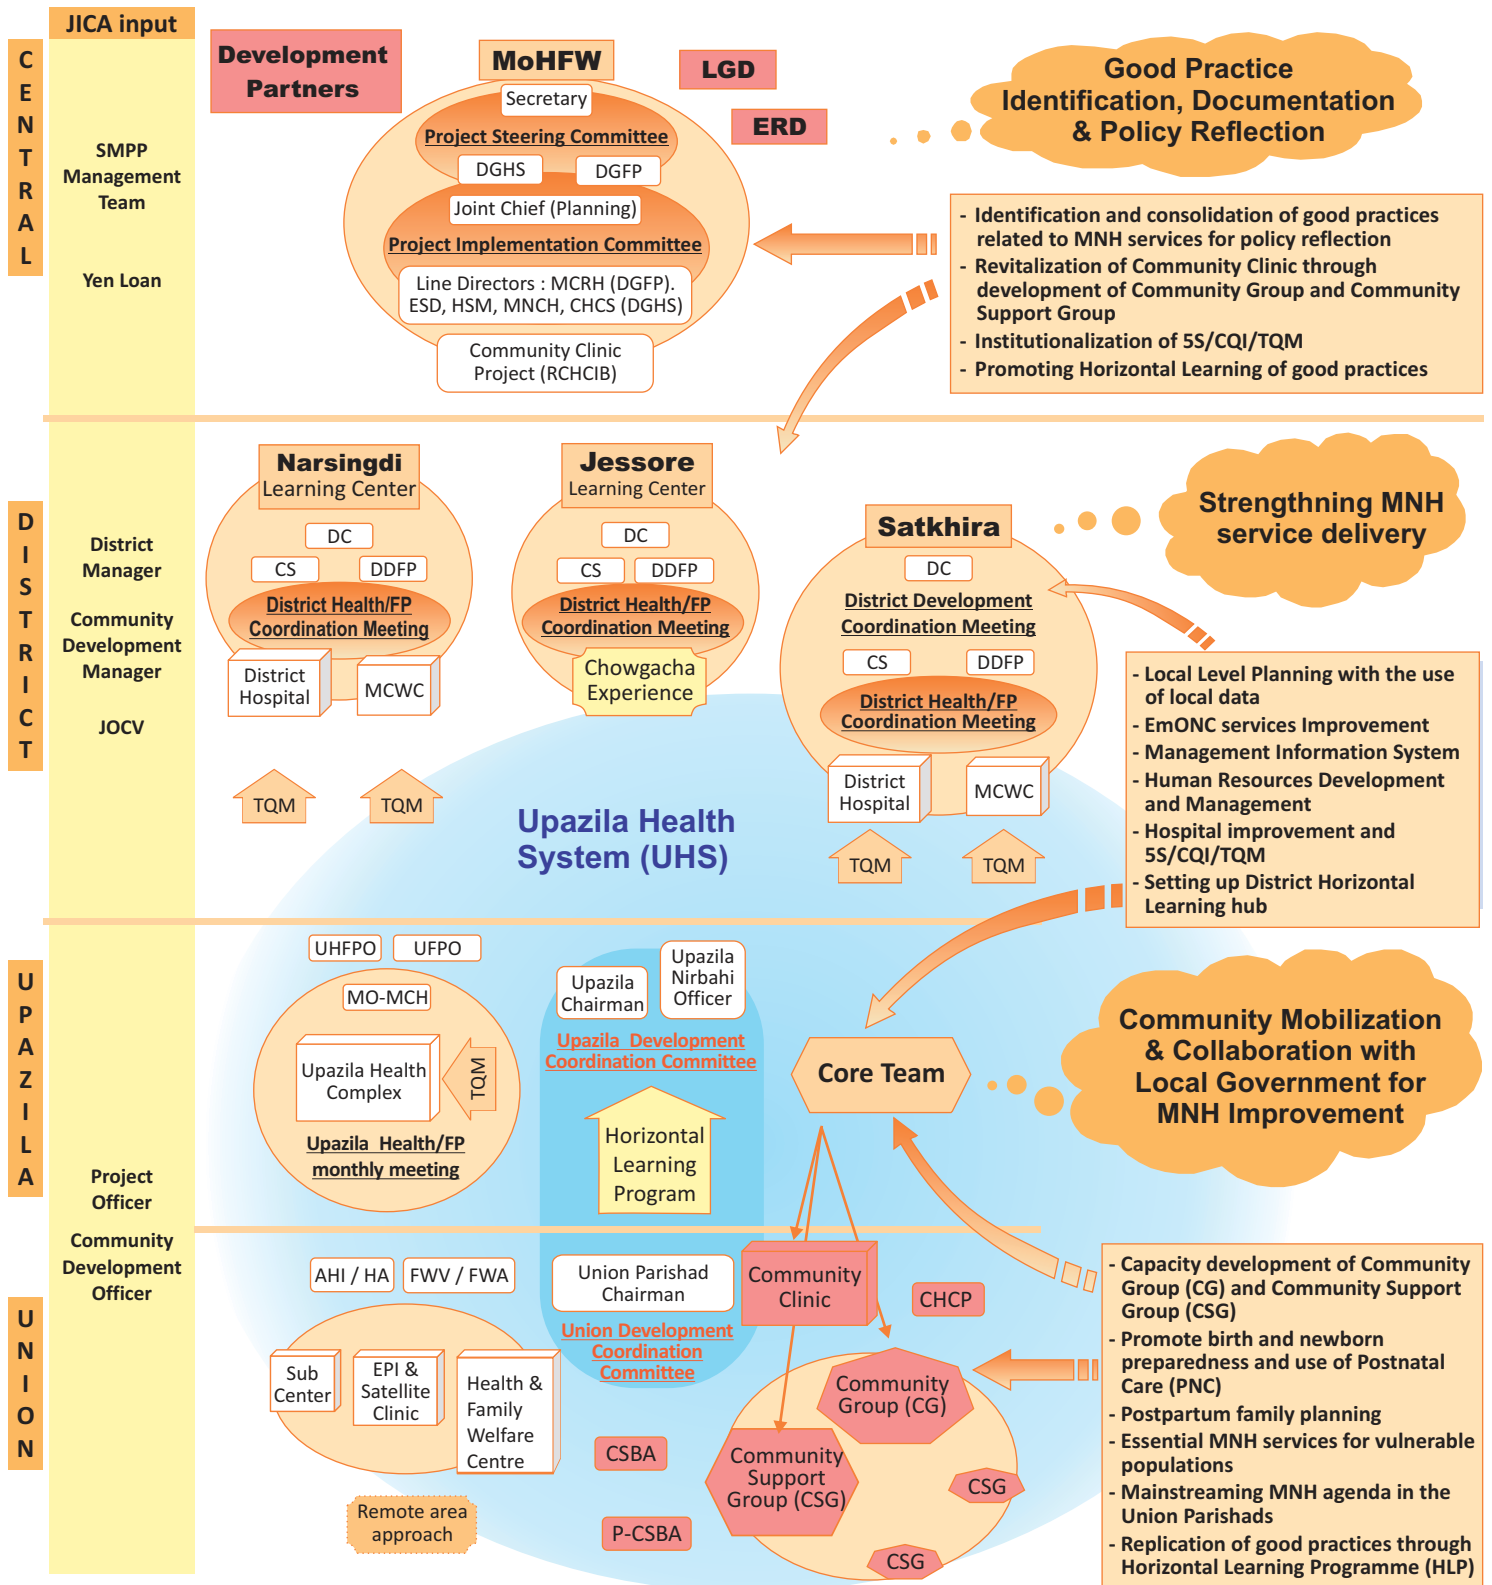 JICA input
CENTRAL
SMPP
Management
Team
Yen Loan
Development
Partners
MoHFW
Secretary
Project Steering Committee
DGHS
DGFP
Joint Chief (Planning)
Project Implementation Committee
Line Directors : MCRH (DGFP).
ESD, HSM, MNCH, CHCS (DGHS)
Community Clinic
Project (RCHCIB)
LGD
ERD
Good Practice
Identification, Documentation
& Policy Reflection
- Identification and consolidation of good practices
related to MNH services for policy reflection
- Revitalization of Community Clinic through
development of Community Group and Community
Support Group
- Institutionalization of 5S/CQI/TQM
- Promoting Horizontal Learning of good practices
DISTRICT
District
Manager
Community
Development
Manager
JOCV
Narsingdi
Learning Center
DC
CS
DDFP
District Health/FP
Coordination Meeting
District
Hospital
MCWC
TQM
TQM
Jessore
Learning Center
DC
CS
DDFP
District Health/FP
Coordination Meeting
Chowgacha
Experience
Satkhira
DC
District Development
Coordination Meeting
CS
DDFP
District Health/FP
Coordination Meeting
District
Hospital
MCWC
TQM
TQM
Strengthning MNH
service delivery
- Local Level Planning with the use
of local data
- EmONC services Improvement
- Management Information System
- Human Resources Development
and Management
- Hospital improvement and
5S/CQI/TQM
- Setting up District Horizontal
Learning hub
Upazila Health
System (UHS)
UPAZILA
Project
Officer
Community
Development
Officer
UHFPO
UFPO
MO-MCH
Upazila Health
Complex
TQM
Upazila Health/FP
monthly meeting
Upazila
Chairman
Upazila
Nirbahi
Officer
Upazila Development
Coordination Committee
Horizontal
Learning
Program
Core Team
Community Mobilization
& Collaboration with
Local Government for
MNH Improvement
UNION
AHI / HA
FWV / FWA
Sub
Center
EPI &
Satellite
Clinic
Health &
Family
Welfare
Centre
Remote area
approach
Union Parishad
Chairman
Union Development
Coordination
Committee
Community
Clinic
CHCP
Community
Group (CG)
Community
Support
Group (CSG)
CSG
CSG
CSBA
P-CSBA
- Capacity development of Community
Group (CG) and Community Support
Group (CSG)
- Promote birth and newborn
preparedness and use of Postnatal
Care (PNC)
- Postpartum family planning
- Essential MNH services for vulnerable
populations
- Mainstreaming MNH agenda in the
Union Parishads
- Replication of good practices through
Horizontal Learning Programme (HLP)